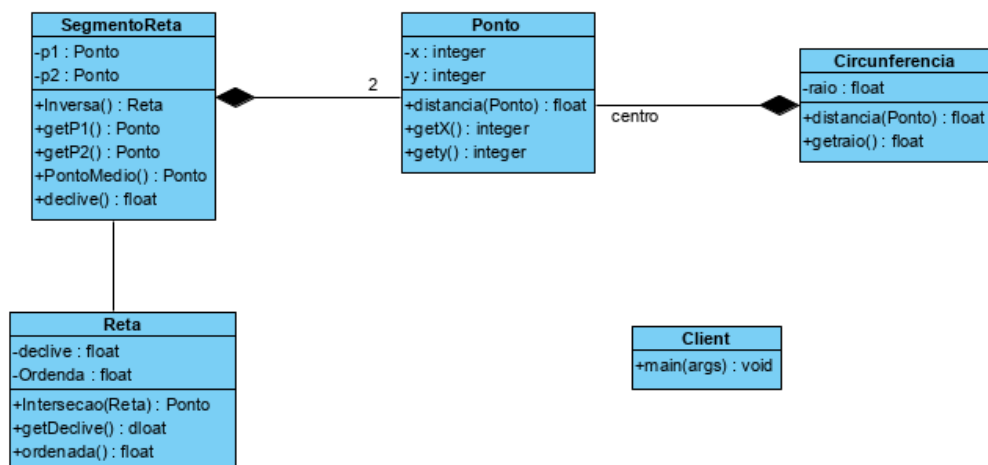 SegmentoReta
-p1 : Ponto
-p2 : Ponto
+Inversa() : Reta
+getP1() : Ponto
+getP2() : Ponto
+PontoMedio() : Ponto
+declive() : float
2
Ponto
-x : integer
-y : integer
+distancia(Ponto) : float
+getX() : integer
+gety() : integer
centro
Circunferencia
-raio : float
+distancia(Ponto) : float
+getraio() : float
Reta
-declive : float
-Ordenda : float
+Intersecao(Reta) : Ponto
+getDeclive() : dloat
+ordenada() : float
Client
+main(args) : void